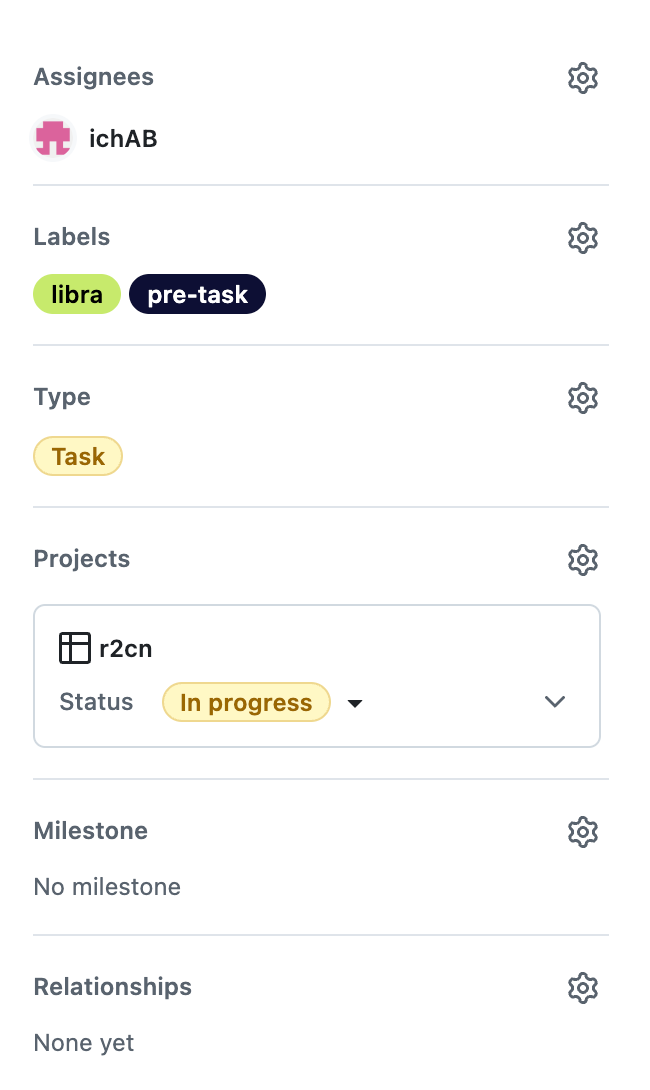 Assignees
ichAB
Labels
libra pre-task
Type
Task
Projects
r2cn
Status In progress
Milestone
No milestone
Relationships
None yet